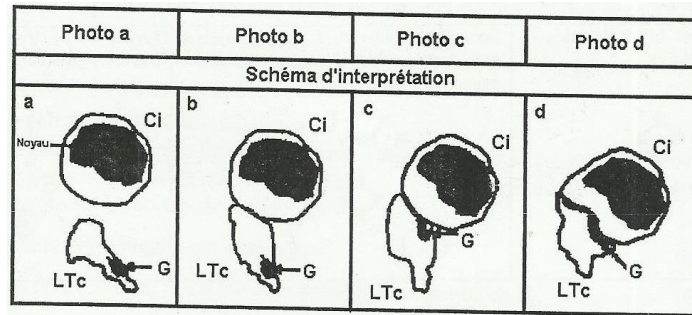 Photo a Photo b Photo c Photo d
Schéma d'interprétation
a b c d
Ci Ci Ci Ci
Noyau
G G
LTc G LTc G LTc LTc